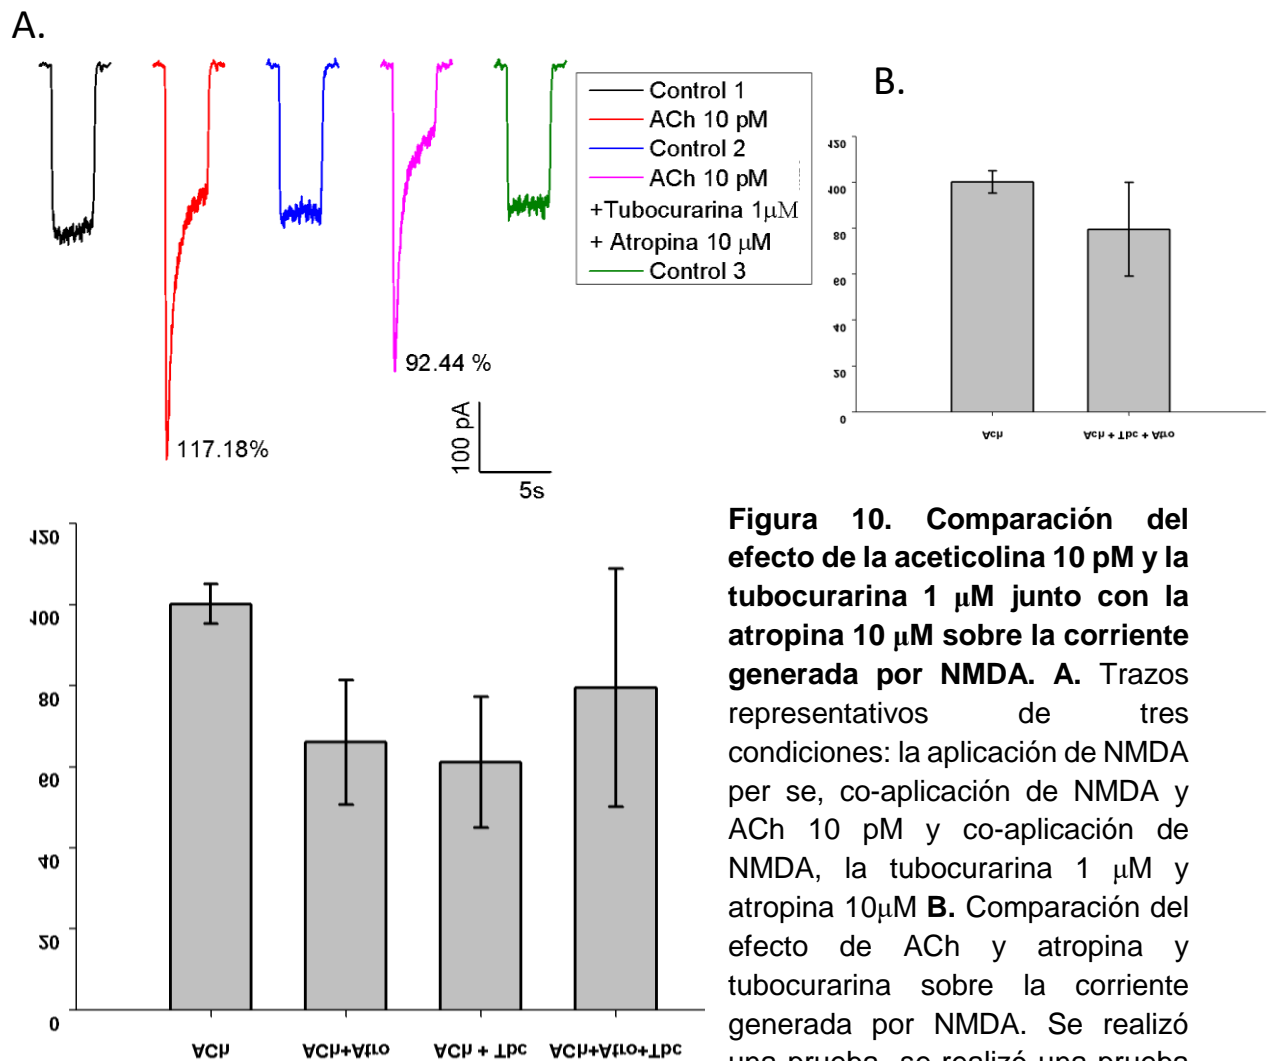 A.
Control 1
ACh 10 pM
Control 2
ACh 10 pM
+Tubocurarina 1μM
+ Atropina 10 μM
Control 3
117.18%
92.44 %
100 pA
5s
B.
120
100
80
60
40
20
0
Ach
Ach + Tbc + Atro
120
100
80
60
40
20
0
ACh
ACh+Atro
ACh + Tbc
ACh+Atro+Tbc
Figura 10. Comparación del
efecto de la aceticolina 10 pM y la
tubocurarina 1 μM junto con la
atropina 10 μM sobre la corriente
generada por NMDA. A. Trazos
representativos de tres
condiciones: la aplicación de NMDA
per se, co-aplicación de NMDA y
ACh 10 pM y co-aplicación de
NMDA, la tubocurarina 1 μM y
atropina 10μM B. Comparación del
efecto de ACh y atropina y
tubocurarina sobre la corriente
generada por NMDA. Se realizó
una prueba se realizó una prueba